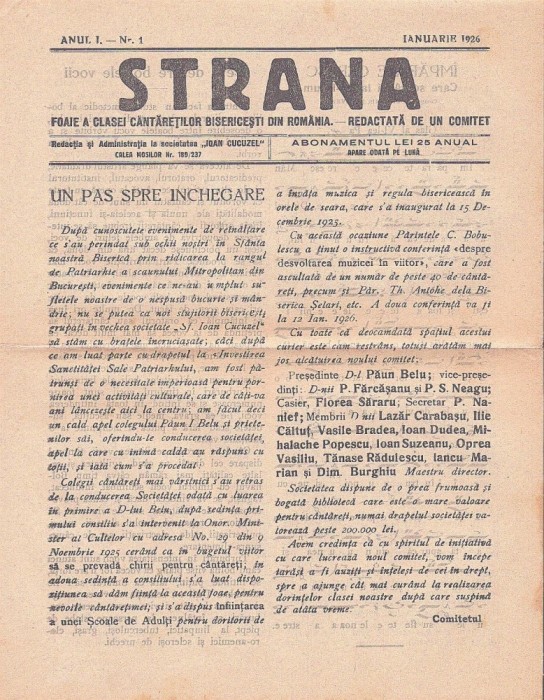 ANUL I. — Nr. 1
IANUARIE 1926
STRANA
FOAIE A CLASEI CÂNTĂREȚILOR BISERICEȘTI DIN ROMÂNIA. — REDACTATĂ DE UN COMITET
Redacția și Administrația la societatea „IOAN CUCUZEL"
CALEA MOSILOR Nr. 189/237
ABONAMENTUL LEI 25 ANUAL
APARE ODATĂ PE LUNĂ
UN PAS SPRE INCHEGARE
După cunoscutele evenimente de reînălțare
ce s'au perindat sub ochii noștri în Sfânta
noastră Biserică prin ridicarea la rangul
de Patriarhie a scaunului Mitropolitan din
București, evenimente ce ne-au umplut su-
fletele noastre de o nespusă bucurie și mân-
drie; nu se putea ca noi slujitorii bisericești
grupați în vechea societate „Sf. Ioan Cucuzel"
să stăm cu brațele încrucișate; căci după
ce am luat parte cu drapelul la «Investirea
Sanctității Sale Patriarhului, am fost pă-
trunși de o necesitate imperioasă pentru por-
nirea unei activități culturale, care de câți-va
ani lâncezește aici la centru; am făcut deci
un cald apel colegului Păun I Belu și priete-
nilor săi, oferindu-le conducerea societății,
apel la care cu inimă caldă au răspuns cu
toții, și iată cum s'a procedat
Colegii cântăreți mai vârstnici s'au retras
de la conducerea Societății odată cu luarea
în primire a D-lui Belu, după ședința pri-
mului consiliu s'a intervenit la Onor. Mini-
ster al Cultelor cu adresa No. 29 din 9
Noembrie 1925 cerând ca în bugetul viitor
să se prevadă chirii pentru cântăreți; în
adoua ședință a consiliului s'a luat dispo-
zițiunea să dăm ființă la această foae, pentru
nevoile cântărețimei; și s'a dispus Inființarea
a unei Școale de Adulți pentru doritorii de
a învăța muzica și regula bisericească în
orele de seara, care s'a inaugurat la 15 De-
cembrie 1925.
Cu această ocaziune Părintele C. Bobu-
lescu, a ținut o instructivă conferință «despre
desvoltarea muzicei în viitor», care a fost
ascultată de un număr de peste 40 de cântă-
reți, precum și Păr. Th. Antohe dela Bi-
serica Șelari, etc. A doua conferință va fi
la 12 Ian. 1926.
Cu toate că deocamdată spațiul acestui
curier este cam restrâns, totuși arătăm mai
jos alcătuirea noului comitet;
Președinte D-l Păun Belu; vice-preșe-
dinți: D-nii P. Fărcășanu și P. S. Neagu;
Casier, Florea Săraru; Secretar P. Na-
nief; Membrii D-nii Lazăr Carabașu, Ilie
Căltuț, Vasile Bradea, Ioan Dudea, Mi-
halache Popescu, Ioan Suzeanu, Oprea
Vasiliu, Tănase Rădulescu, Iancu Ma-
rian și Dim. Burghiu Maestru director.
Societatea dispune de o prea frumoasă și
bogată bibliotecă care este o mare valoare
pentru cântăreți, numai drapelul societății va-
lorează peste 200.000 lei.
Avem credința că cu spiritul de inițiativă
cu care lucrează noul comitet, vom începe
iarăși a fi auziți și înțeleși de cei în drept,
spre a ajunge cât mai curând la realizarea
dorințelor clasei noastre după care suspină
de atâta vreme.
Comitetul